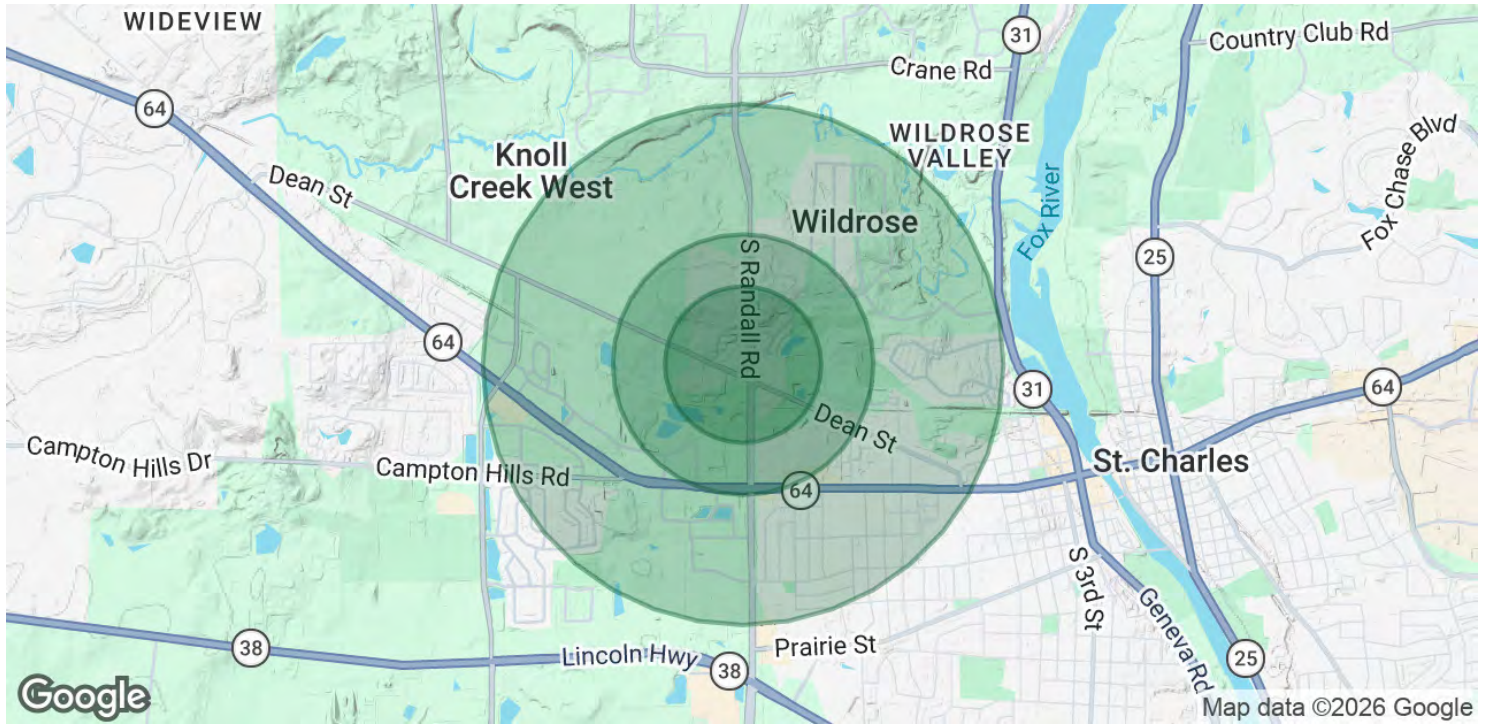 WIDEVIEW
31
Country Club Rd
Crane Rd
64
WILDROSE
VALLEY
Knoll
Creek West
Dean St
Fox Chase Blvd
Wildrose
Fox River
S Randall Rd
25
64
31
64
Dean St
Campton Hills Dr
Campton Hills Rd
St. Charles
64
S 3rd St
Geneva Rd
38
Lincoln Hwy
Prairie St
38
25
Google
Map data ©2026 Google